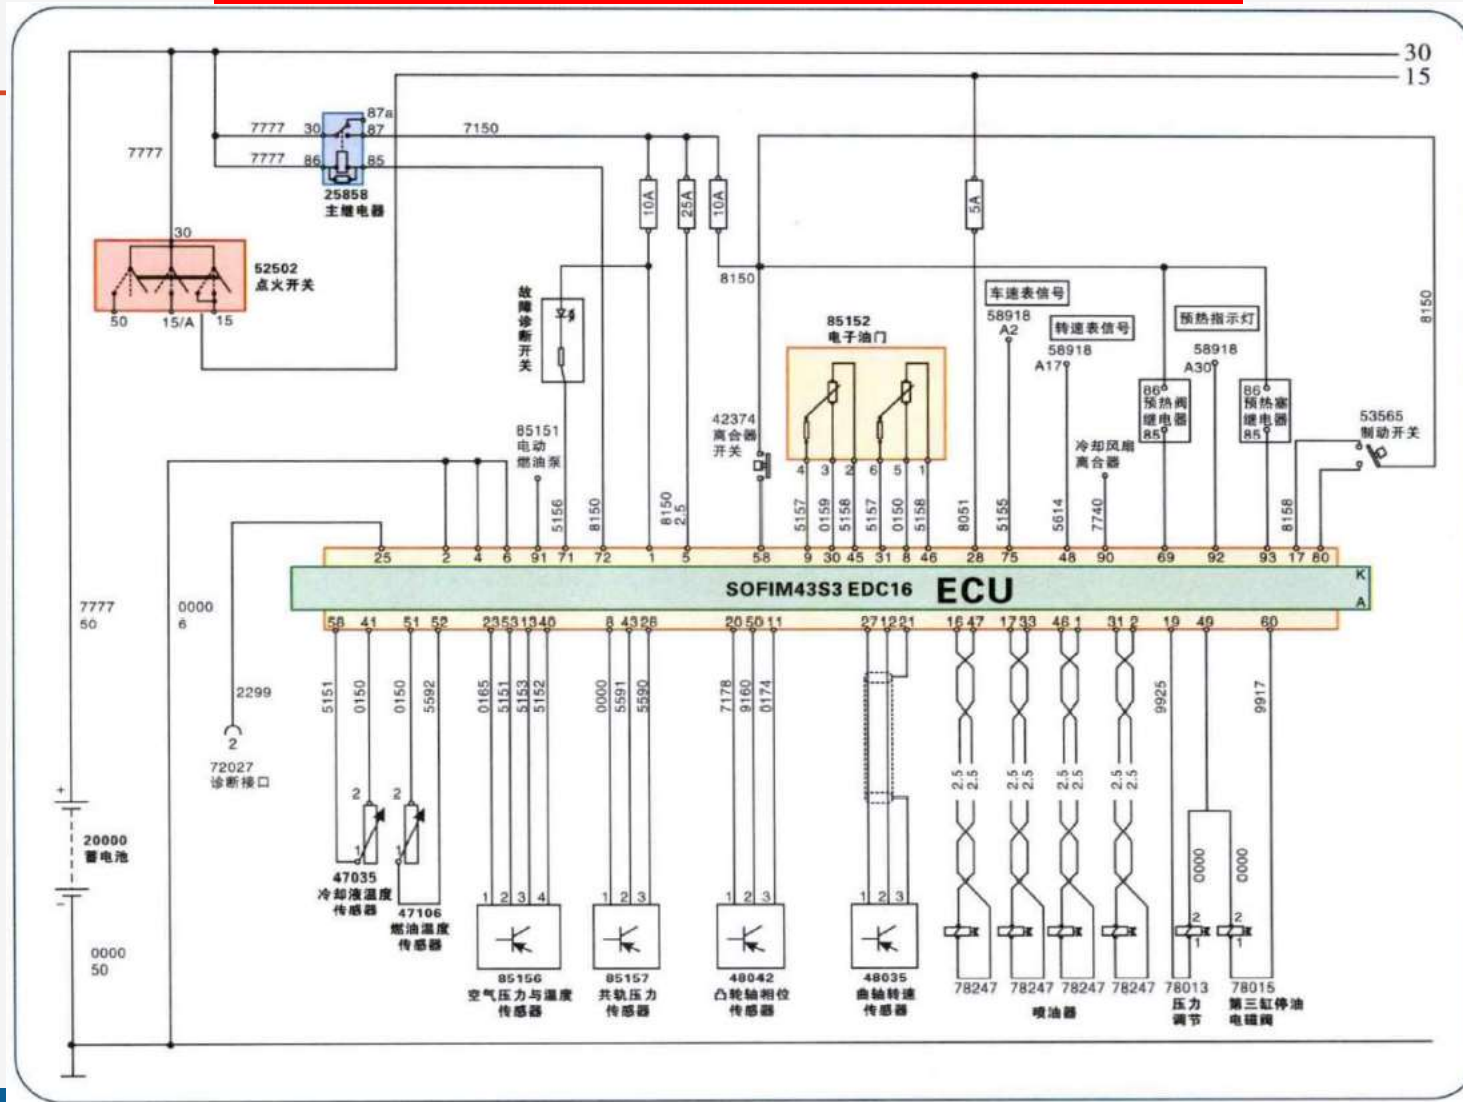 30
15
87a
7777 30 87 7150
7777 86 85
7777
25858
主继电器
10A 25A 10A 5A
30
52502
点火开关
50 15/A 15
8150
故障诊断开关
车速表信号
58918
A2
转速表信号
58918
A17
预热指示灯
58918
A30
8150
85152
电子油门
86
预热阀
继电器
85
86
预热塞
继电器
85
53565
制动开关
85151
电动
燃油泵
42374
离合器
开关
冷却风扇
离合器
4 3 2 6 5 1
5156 8150 8150 2.5 5157 0159 5158 5157 0150 5158 8051 5155 5614 7740 8158
25 2 4 6 91 71 72 1 5 58 9 30 45 31 8 46 28 75 48 90 69 92 93 17 80
SOFIM43S3 EDC16 ECU
K
A
58 41 51 52 23 53 13 40 8 43 26 20 50 11 27 12 21 16 47 17 33 46 1 31 2 19 49 60
7777
50
0000
6
2299
2
72027
诊断接口
5151 0150 0150 5592 0165 5151 5153 5152 0000 5591 5590 7178 9160 0174 9925 9917
2.5 2.5 2.5 2.5 2.5 2.5 2.5 2.5
+
20000
蓄电池
-
0000
50
2
1
47035
冷却液温度
传感器
2
1
47106
燃油温度
传感器
1 2 3 4
85156
空气压力与温度
传感器
1 2 3
85157
共轨压力
传感器
1 2 3
48042
凸轮轴相位
传感器
1 2 3
48035
曲轴转速
传感器
78247 78247 78247 78247
喷油器
0000 0000
2 2
1 1
78013
压力
调节
78015
第三缸停油
电磁阀